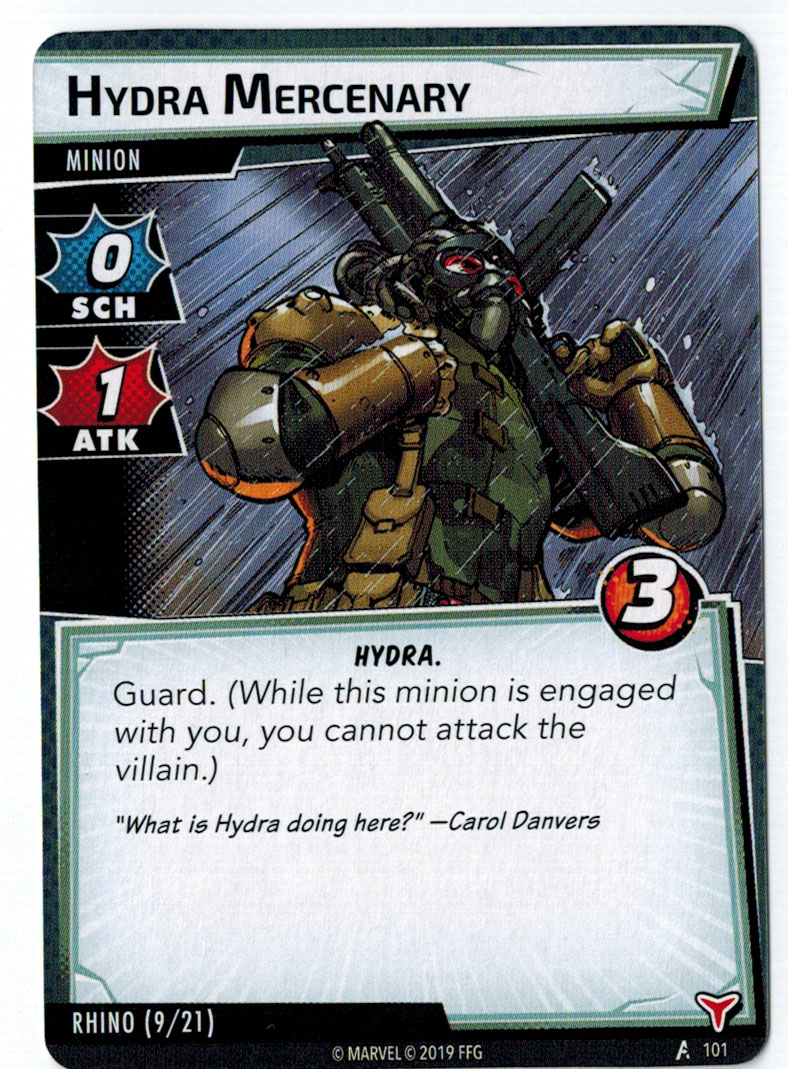 HYDRA MERCENARY
MINION
0
SCH
1
ATK
3
HYDRA.
Guard. (While this minion is engaged
with you, you cannot attack the
villain.)
"What is Hydra doing here?" —Carol Danvers
RHINO (9/21)
© MARVEL © 2019 FFG
101